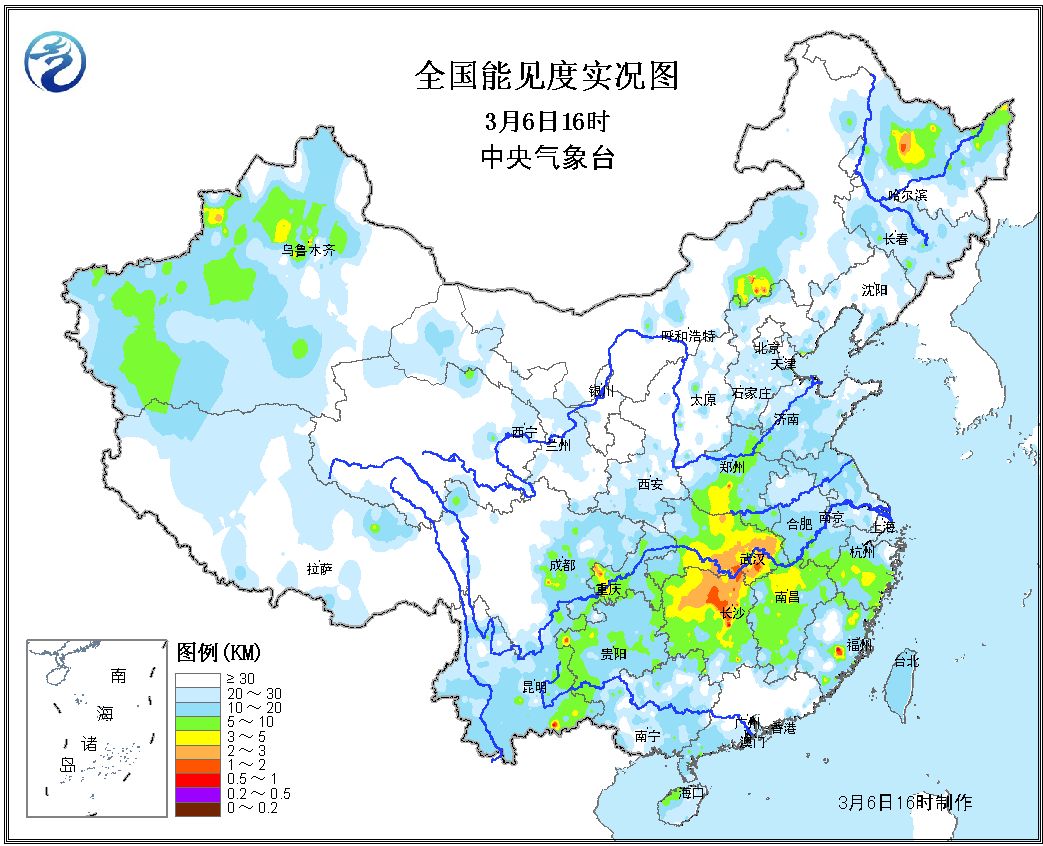 全国能见度实况图
3月6日16时
中央气象台
哈尔滨
长春
乌鲁木齐
沈阳
呼和浩特
北京
天津
银川
太原
石家庄
济南
西宁
兰州
郑州
西安
合肥
南京
上海
成都
武汉
杭州
拉萨
重庆
南昌
长沙
福州
贵阳
台北
昆明
广州
香港
南宁
澳门
海口
南
海
诸
岛
图例(KM)
≥30
20～30
10～20
5～10
3～5
2～3
1～2
0.5～1
0.2～0.5
0～0.2
3月6日16时制作